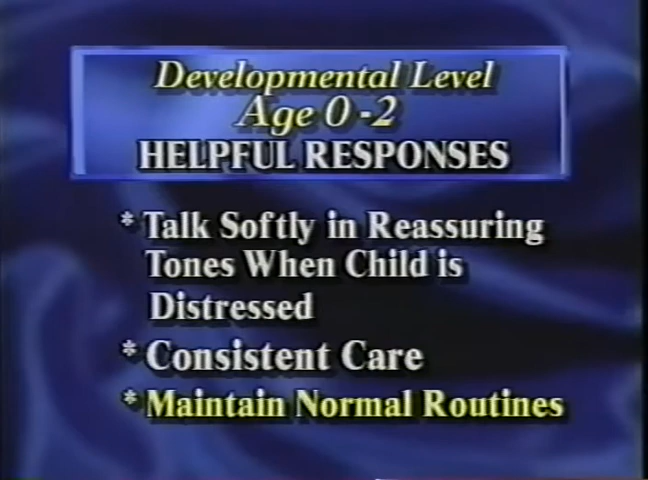 Developmental Level
Age 0-2
HELPFUL RESPONSES
* Talk Softly in Reassuring
Tones When Child is
Distressed
* Consistent Care
* Maintain Normal Routines